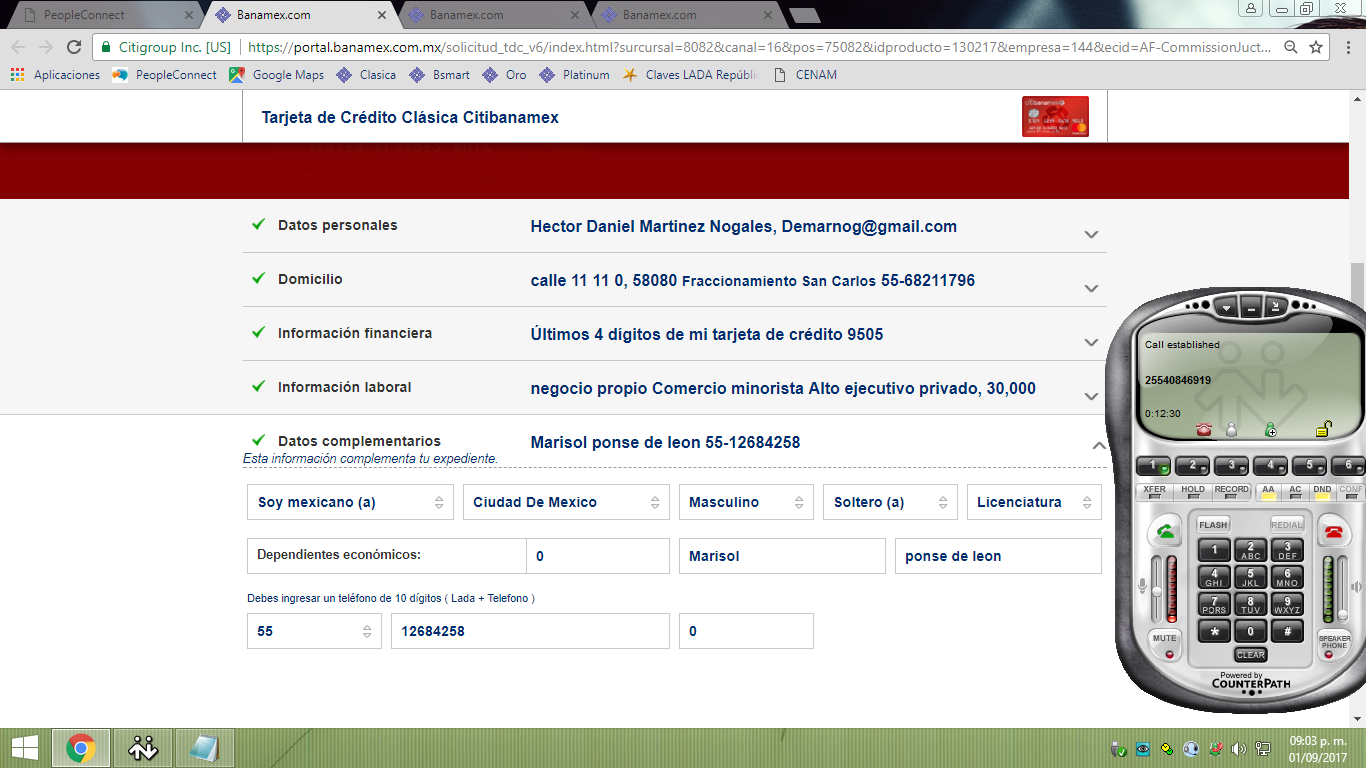 PeopleConnect
Banamex.com
Banamex.com
Banamex.com
Citigroup Inc. [US]
https://portal.banamex.com.mx/solicitud_tdc_v6/index.html?surcursal=8082&canal=16&pos=75082&idproducto=130217&empresa=144&ecid=AF-CommissionJuct...
Aplicaciones PeopleConnect Google Maps Clasica Bsmart Oro Platinum Claves LADA Repúbli CENAM
Tarjeta de Crédito Clásica Citibanamex
Datos personales Hector Daniel Martinez Nogales, Demarnog@gmail.com
Domicilio calle 11 11 0, 58080 Fraccionamiento San Carlos 55-68211796
Información financiera Últimos 4 dígitos de mi tarjeta de crédito 9505
Información laboral negocio propio Comercio minorista Alto ejecutivo privado, 30,000
Datos complementarios Marisol ponse de leon 55-12684258
Esta información complementa tu expediente.
Soy mexicano (a) Ciudad De Mexico Masculino Soltero (a) Licenciatura
Dependientes económicos: 0 Marisol ponse de leon
Debes ingresar un teléfono de 10 dígitos ( Lada + Telefono )
55 12684258 0
Call established
25540846919
0:12:30
1 2 3 4 5 6
XFER HOLD RECORD AA AC DND CONF
FLASH REDIAL
1 2 ABC 3 DEF
4 GHI 5 JKL 6 MNO
7 PQRS 8 TUV 9 WXYZ
* 0 #
MUTE CLEAR SPEAKER PHONE
Powered by
COUNTERPATH
09:03 p. m.
01/09/2017